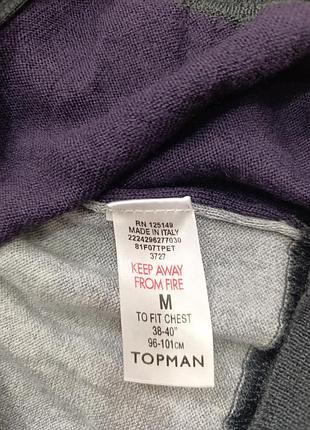 RN 125149
MADE IN ITALY
2224296277030
81F07TPET
3727
KEEP AWAY
FROM FIRE
M
TO FIT CHEST
38-40"
96-101CM
TOPMAN